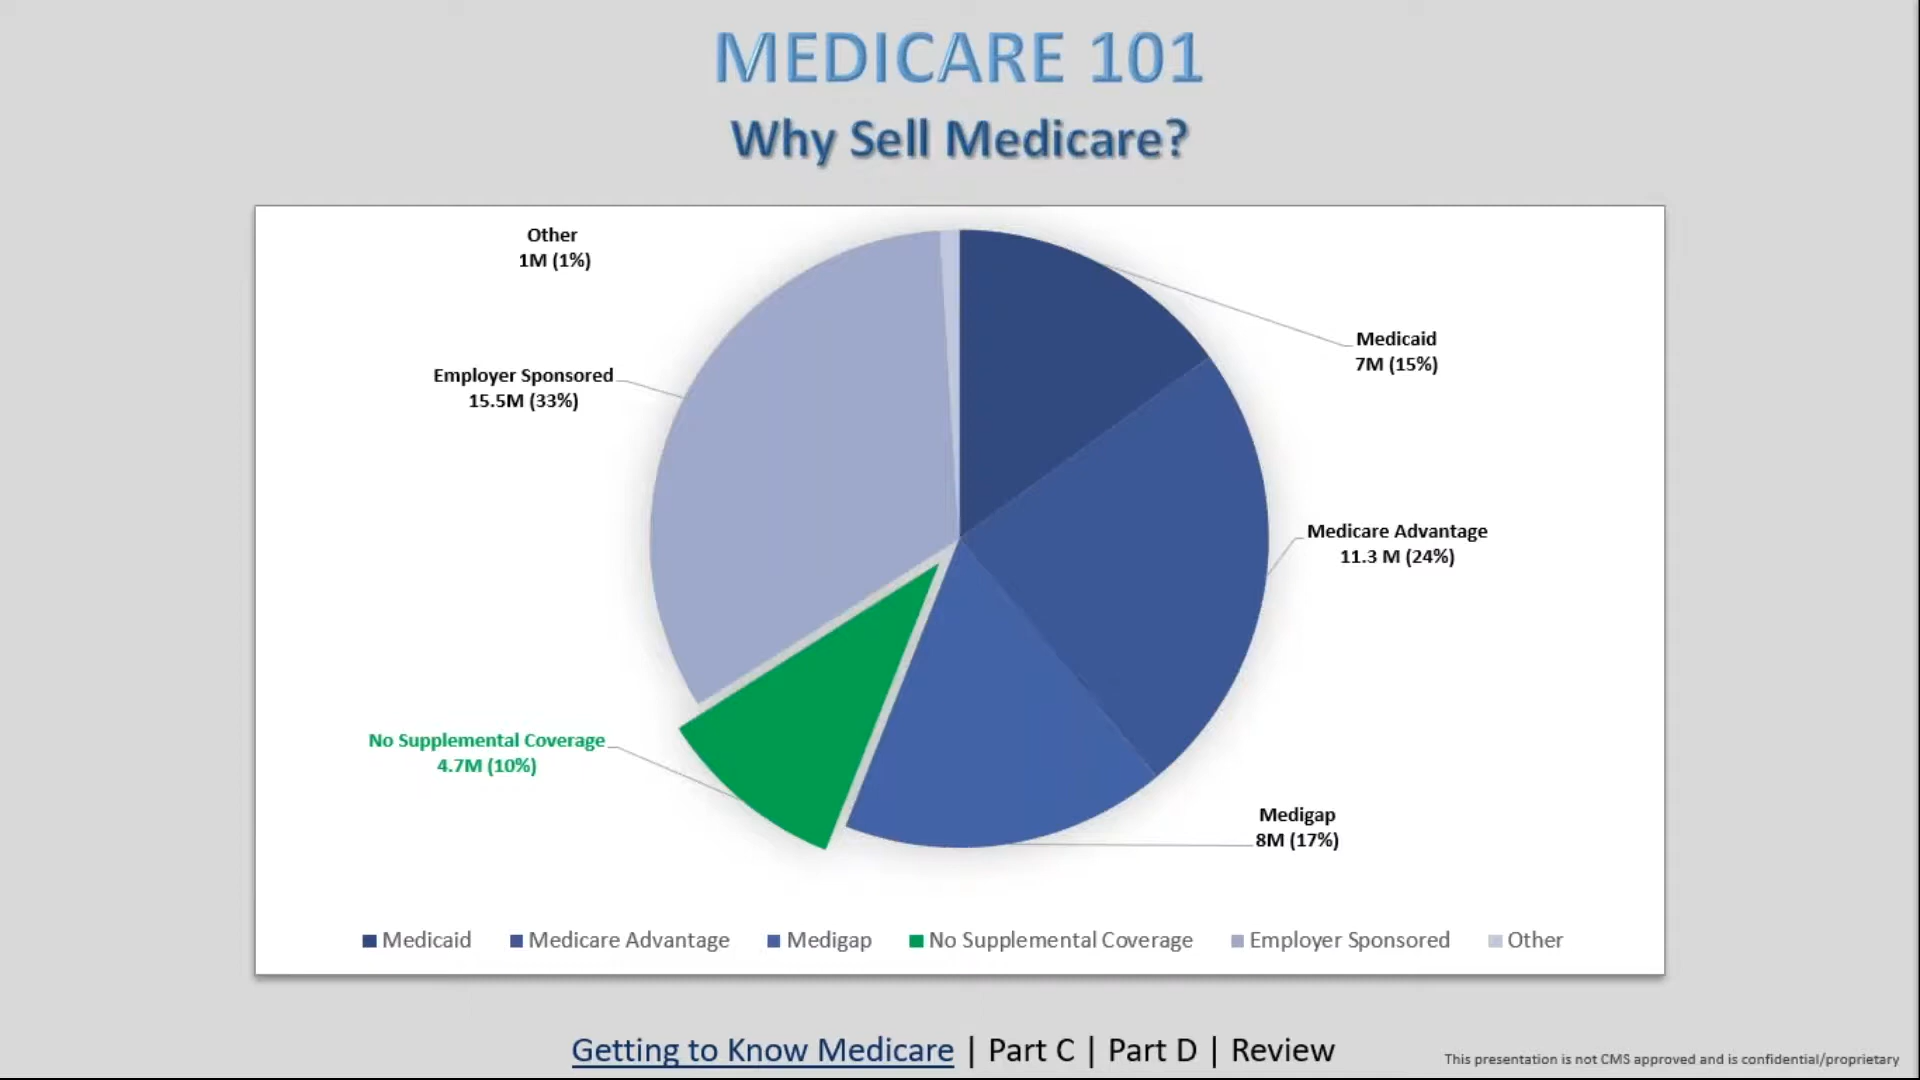 MEDICARE 101
Why Sell Medicare?
Other
1M (1%)
Medicaid
7M (15%)
Employer Sponsored
15.5M (33%)
Medicare Advantage
11.3 M (24%)
No Supplemental Coverage
4.7M (10%)
Medigap
8M (17%)
Medicaid Medicare Advantage Medigap No Supplemental Coverage Employer Sponsored Other
Getting to Know Medicare | Part C | Part D | Review
This presentation is not CMS approved and is confidential/proprietary